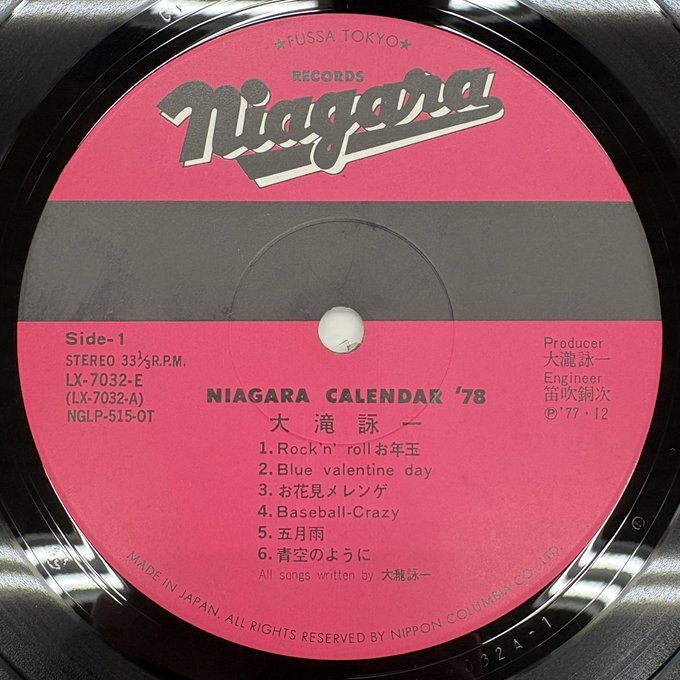 ★FUSSA TOKYO★
RECORDS
Niagara
Side-1
STEREO 33⅓R.P.M.
LX-7032-E
(LX-7032-A)
NGLP-515-OT
Producer
大瀧詠一
Engineer
笛吹銅次
Ⓟ'77・12
NIAGARA CALENDAR '78
大滝詠一
1.Rock'n' rollお年玉
2.Blue valentine day
3.お花見メレンゲ
4.Baseball-Crazy
5.五月雨
6.青空のように
All songs written by 大瀧詠一
MADE IN JAPAN. ALL RIGHTS RESERVED BY NIPPON COLUMBIA CO., LTD.
032A-1